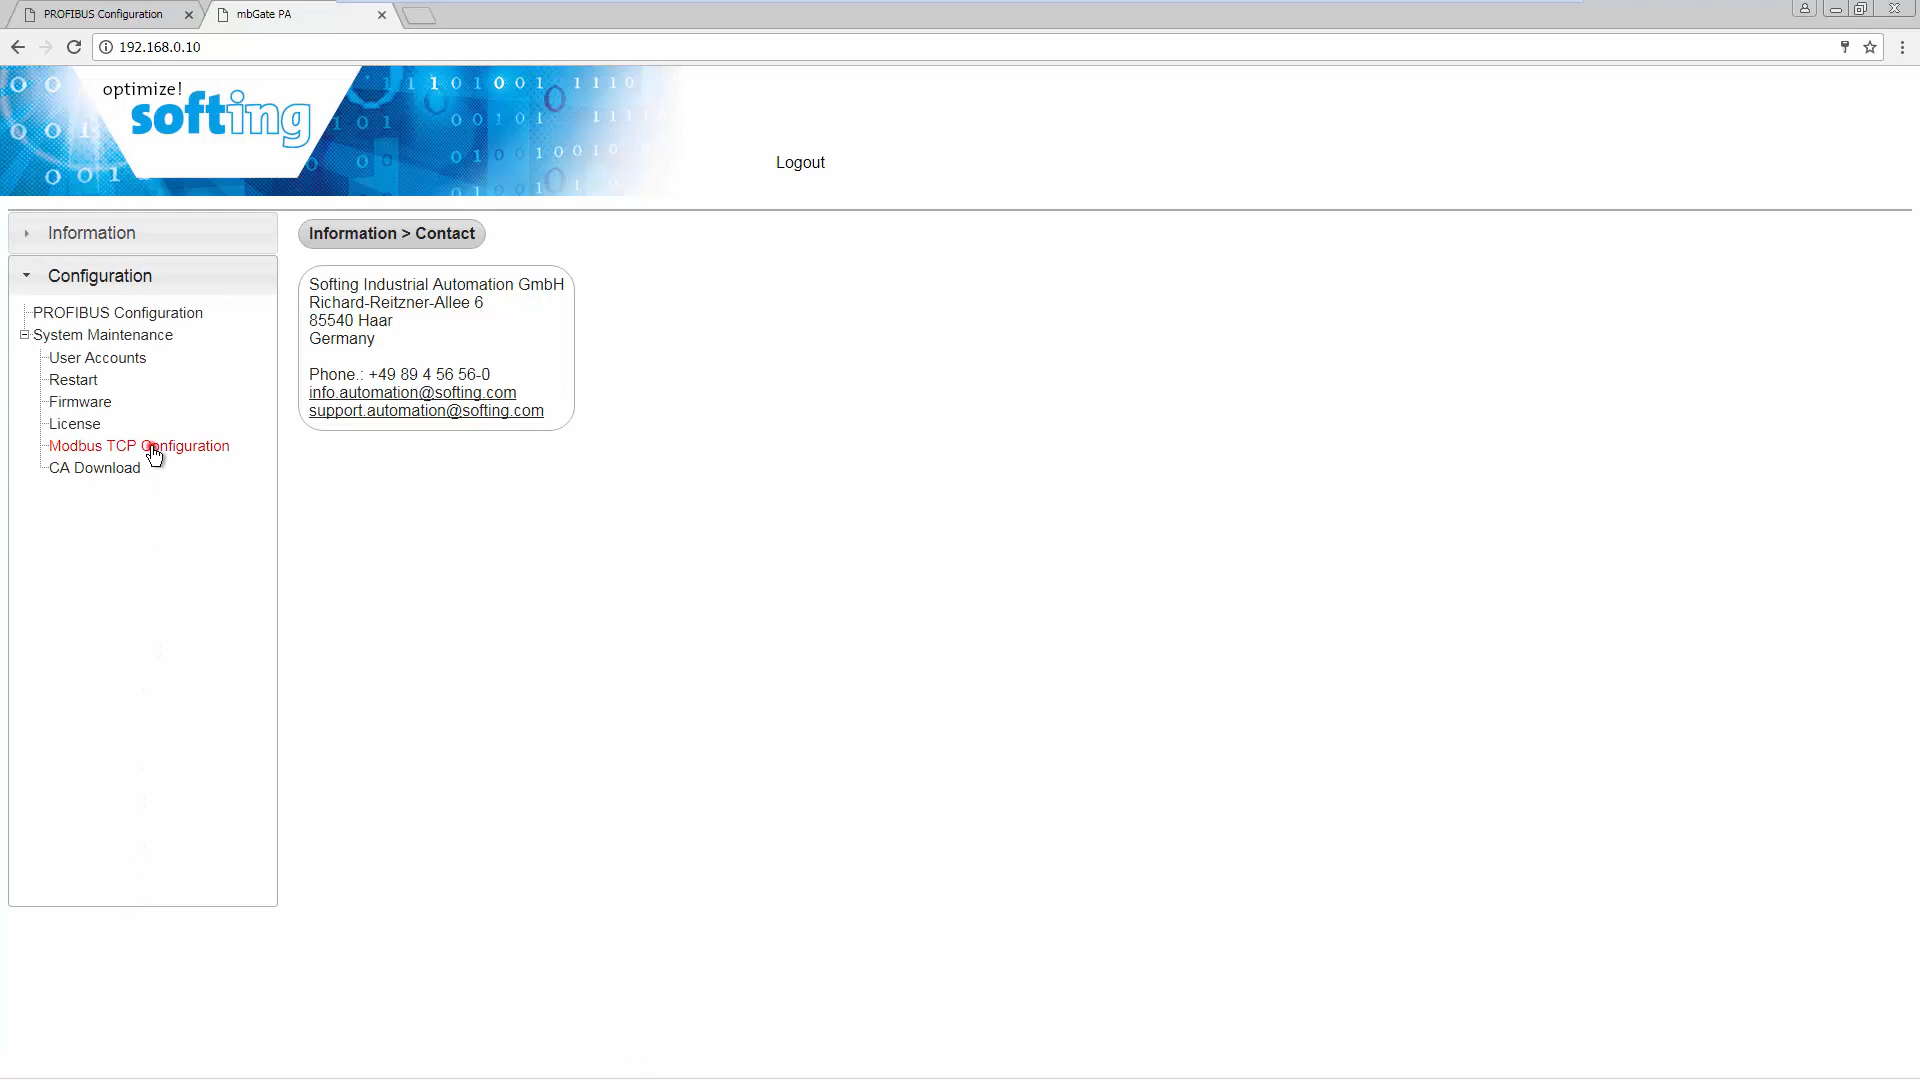 PROFIBUS Configuration
mbGate PA
192.168.0.10
optimize!
softing
Logout
Information
Configuration
PROFIBUS Configuration
System Maintenance
User Accounts
Restart
Firmware
License
Modbus TCP Configuration
CA Download
Information > Contact
Softing Industrial Automation GmbH
Richard-Reitzner-Allee 6
85540 Haar
Germany
Phone.: +49 89 4 56 56-0
info.automation@softing.com
support.automation@softing.com